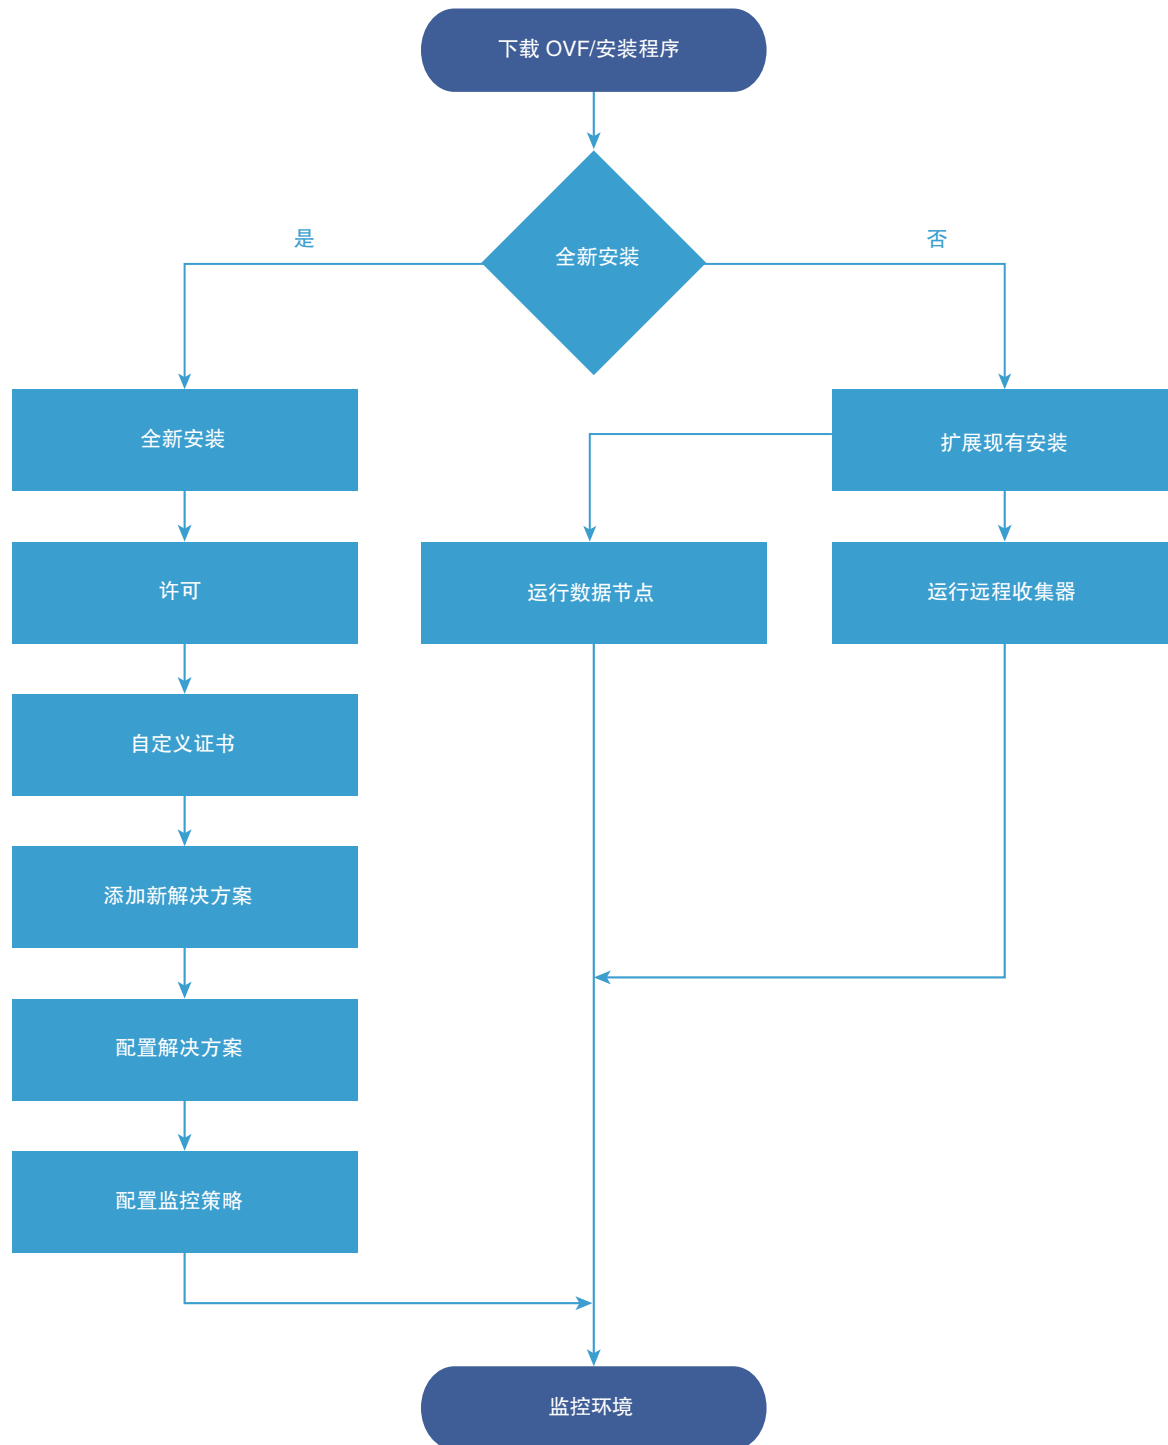 下载 OVF/安装程序
全新安装
是
否
全新安装
扩展现有安装
许可
运行数据节点
运行远程收集器
自定义证书
添加新解决方案
配置解决方案
配置监控策略
监控环境